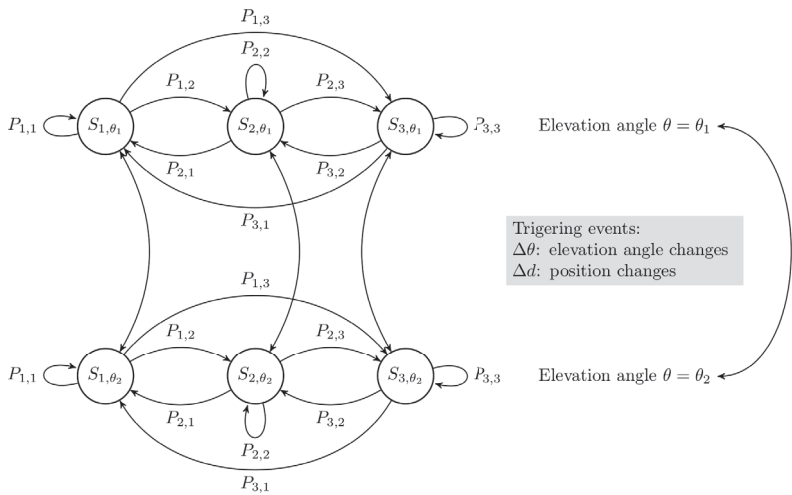 P1,3
P2,2
P1,2
P2,3
P1,1
S1,θ1
S2,θ1
S3,θ1
P3,3
Elevation angle θ = θ1
P2,1
P3,2
P3,1
Trigering events:
Δθ: elevation angle changes
Δd: position changes
P1,3
P1,2
P2,3
P1,1
S1,θ2
S2,θ2
S3,θ2
P3,3
Elevation angle θ = θ2
P2,1
P3,2
P2,2
P3,1